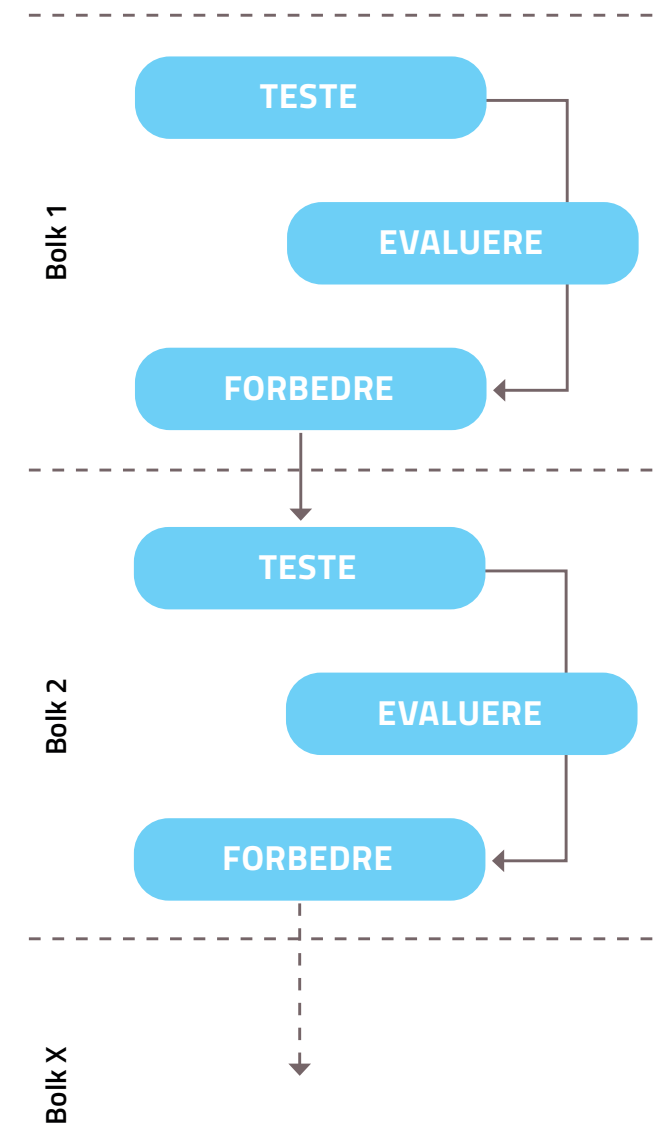 Bolk 1
TESTE
EVALUERE
FORBEDRE
Bolk 2
TESTE
EVALUERE
FORBEDRE
Bolk X